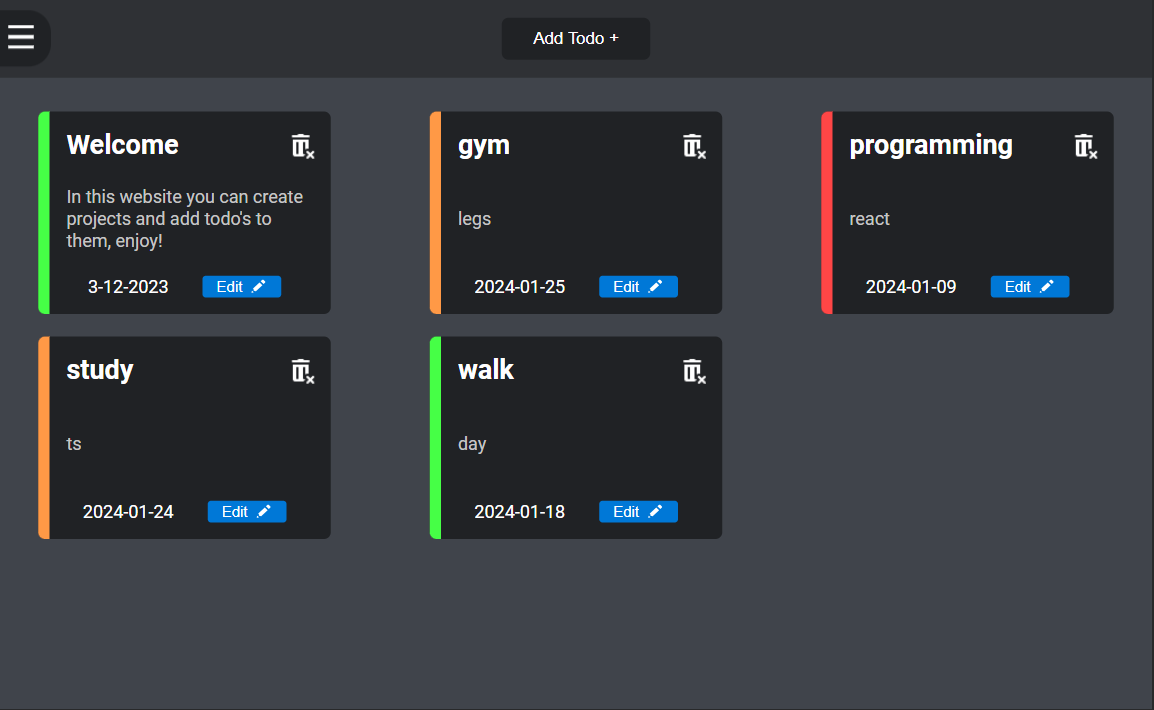 Add Todo +
Welcome
In this website you can create
projects and add todo's to
them, enjoy!
3-12-2023 Edit
gym
legs
2024-01-25 Edit
programming
react
2024-01-09 Edit
study
ts
2024-01-24 Edit
walk
day
2024-01-18 Edit